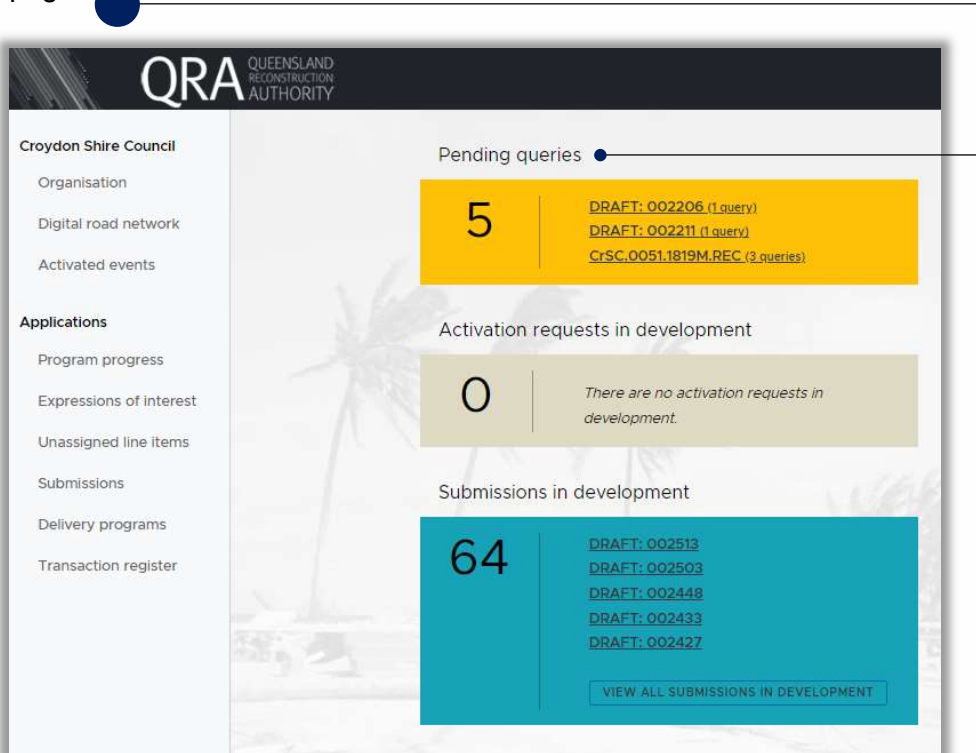 QRA
QUEENSLAND
RECONSTRUCTION
AUTHORITY
Croydon Shire Council
Organisation
Digital road network
Activated events
Applications
Program progress
Expressions of interest
Unassigned line items
Submissions
Delivery programs
Transaction register
Pending queries
5
DRAFT: 002206 (1 query)
DRAFT: 002211 (1 query)
CrSC.0051.1819M.REC (3 queries)
Activation requests in development
0
There are no activation requests in
development.
Submissions in development
64
DRAFT: 002513
DRAFT: 002503
DRAFT: 002448
DRAFT: 002433
DRAFT: 002427
VIEW ALL SUBMISSIONS IN DEVELOPMENT